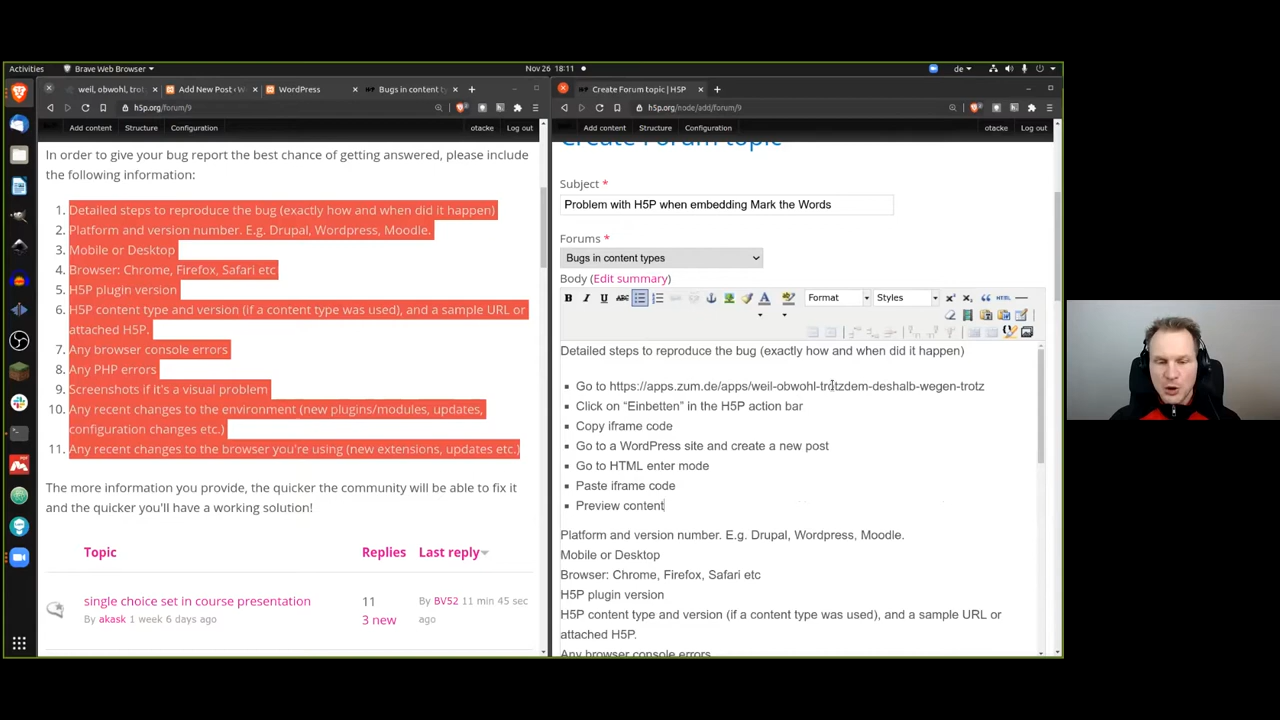 Activities
Brave Web Browser
Nov 26 18:11
de
weil, obwohl, trot
Add New Post ‹ W
WordPress
Bugs in content t
h5p.org/forum/9
Add content
Structure
Configuration
otacke
Log out
In order to give your bug report the best chance of getting answered, please include
the following information:
1. Detailed steps to reproduce the bug (exactly how and when did it happen)
2. Platform and version number. E.g. Drupal, Wordpress, Moodle.
3. Mobile or Desktop
4. Browser: Chrome, Firefox, Safari etc
5. H5P plugin version
6. H5P content type and version (if a content type was used), and a sample URL or
attached H5P.
7. Any browser console errors
8. Any PHP errors
9. Screenshots if it's a visual problem
10. Any recent changes to the environment (new plugins/modules, updates,
configuration changes etc.)
11. Any recent changes to the browser you're using (new extensions, updates etc.)
The more information you provide, the quicker the community will be able to fix it
and the quicker you'll have a working solution!
Topic
Replies
Last reply
single choice set in course presentation
By akask 1 week 6 days ago
11
3 new
By BV52 11 min 45 sec
ago
Create Forum topic | H5P
h5p.org/node/add/forum/9
Add content
Structure
Configuration
otacke
Log out
Create Forum topic
Subject *
Problem with H5P when embedding Mark the Words
Forums *
Bugs in content types
Body (Edit summary)
B I U ABC
Format
Styles
HTML
Detailed steps to reproduce the bug (exactly how and when did it happen)
Go to https://apps.zum.de/apps/weil-obwohl-trotzdem-deshalb-wegen-trotz
Click on “Einbetten” in the H5P action bar
Copy iframe code
Go to a WordPress site and create a new post
Go to HTML enter mode
Paste iframe code
Preview content
Platform and version number. E.g. Drupal, Wordpress, Moodle.
Mobile or Desktop
Browser: Chrome, Firefox, Safari etc
H5P plugin version
H5P content type and version (if a content type was used), and a sample URL or
attached H5P.
Any browser console errors